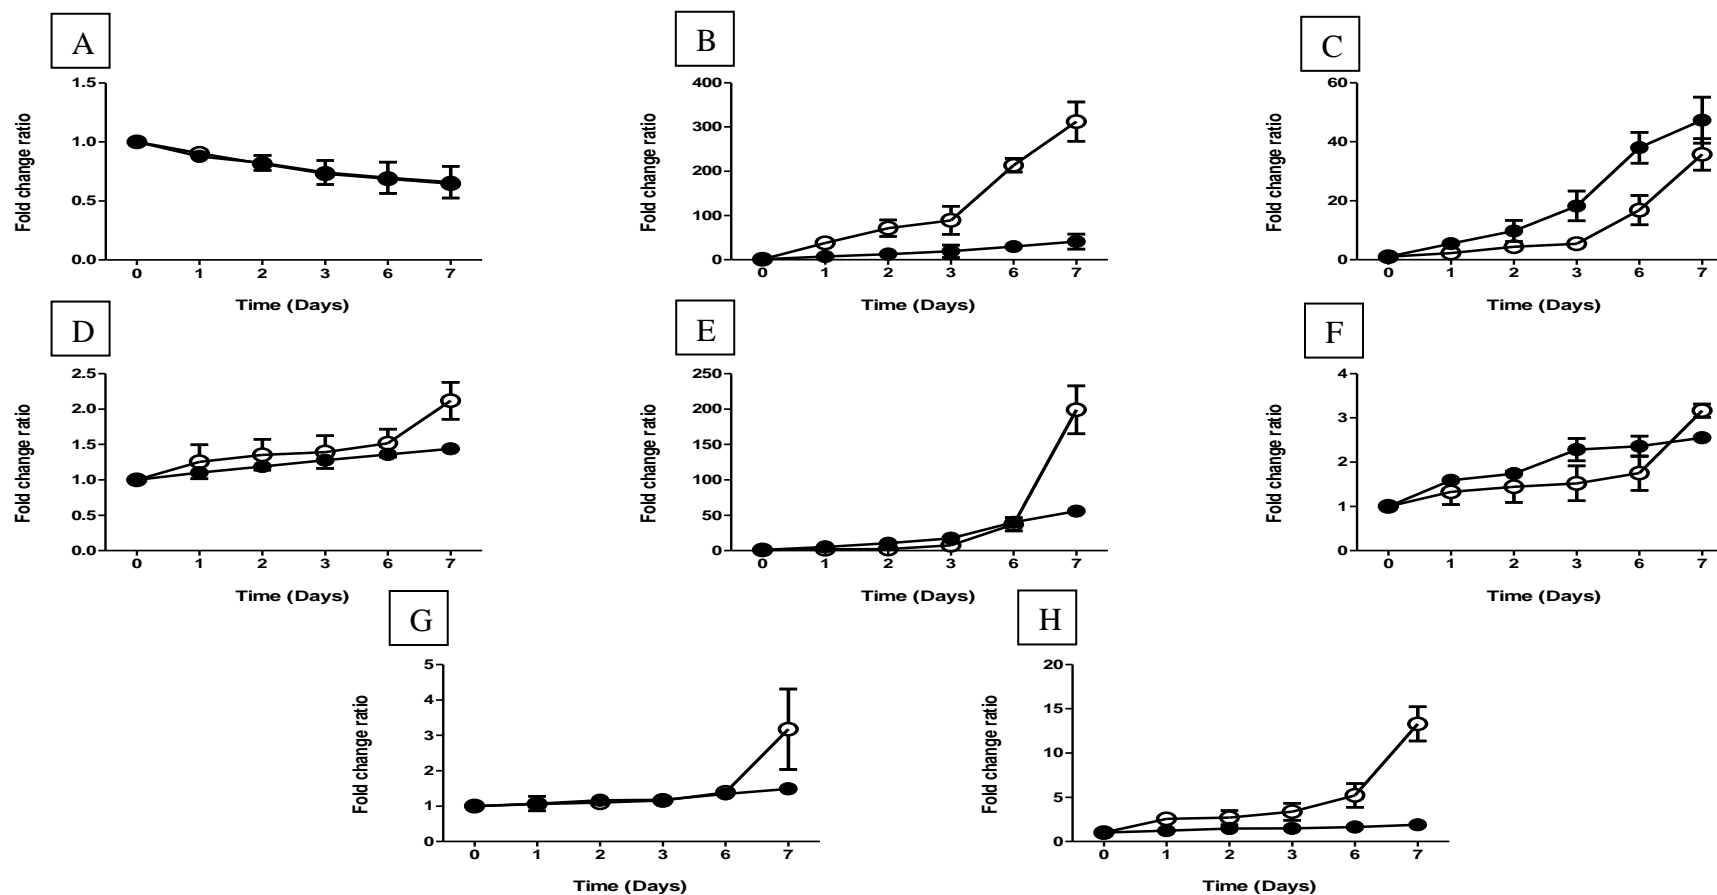 A
B
C
1.5
1.0
0.5
0.0
Fold change ratio
0 1 2 3 6 7
Time (Days)
400
300
200
100
0
Fold change ratio
0 1 2 3 6 7
Time (Days)
60
40
20
0
Fold change ratio
0 1 2 3 6 7
Time (Days)
D
E
F
2.5
2.0
1.5
1.0
0.5
0.0
Fold change ratio
0 1 2 3 6 7
Time (Days)
250
200
150
100
50
0
Fold change ratio
0 1 2 3 6 7
Time (Days)
4
3
2
1
0
Fold change ratio
0 1 2 3 6 7
Time (Days)
G
H
5
4
3
2
1
0
Fold change ratio
0 1 2 3 6 7
Time (Days)
20
15
10
5
0
Fold change ratio
0 1 2 3 6 7
Time (Days)